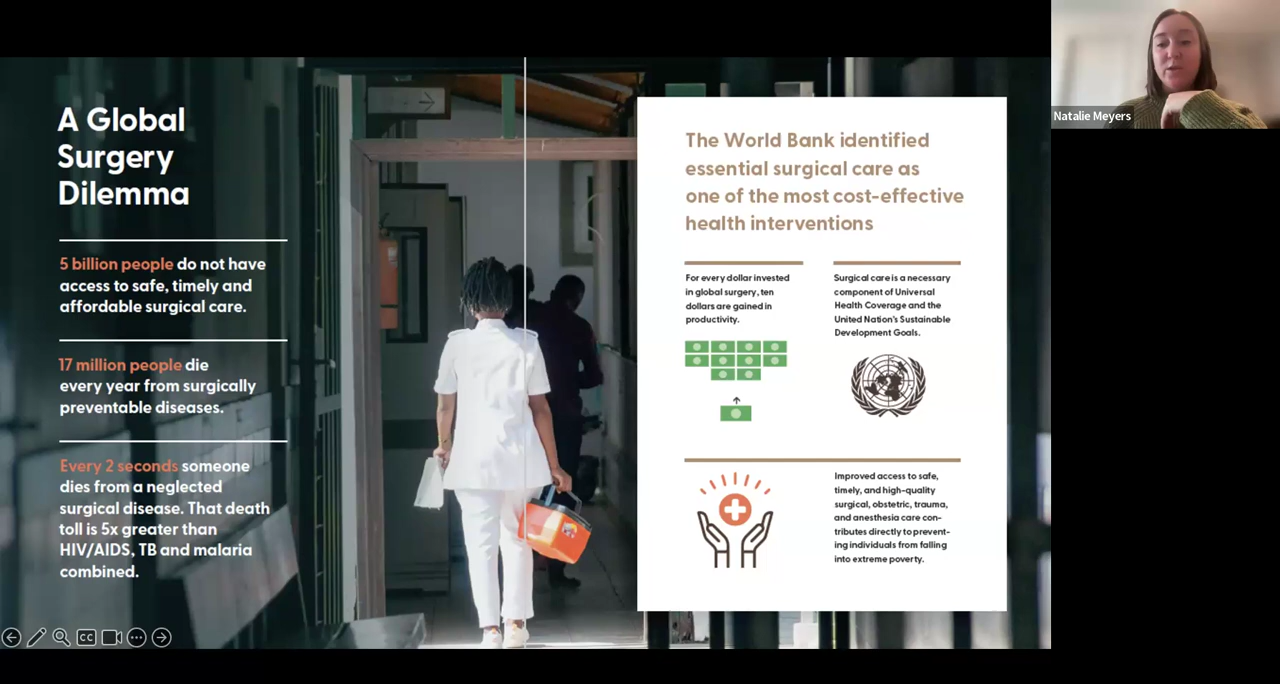 A Global
Surgery
Dilemma
5 billion people do not have
access to safe, timely and
affordable surgical care.
17 million people die
every year from surgically
preventable diseases.
Every 2 seconds someone
dies from a neglected
surgical disease. That death
toll is 5x greater than
HIV/AIDS, TB and malaria
combined.
The World Bank identified
essential surgical care as
one of the most cost-effective
health interventions
For every dollar invested
in global surgery, ten
dollars are gained in
productivity.
Surgical care is a necessary
component of Universal
Health Coverage and the
United Nation's Sustainable
Development Goals.
Improved access to safe,
timely, and high-quality
surgical, obstetric, trauma,
and anesthesia care con-
tributes directly to prevent-
ing individuals from falling
into extreme poverty.
CC
Natalie Meyers